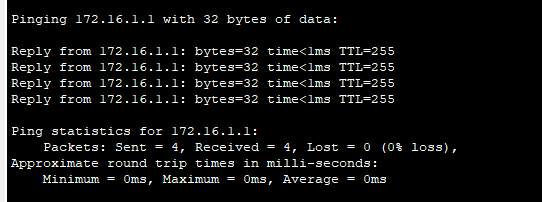 Pinging 172.16.1.1 with 32 bytes of data:
Reply from 172.16.1.1: bytes=32 time<1ms TTL=255
Reply from 172.16.1.1: bytes=32 time<1ms TTL=255
Reply from 172.16.1.1: bytes=32 time<1ms TTL=255
Reply from 172.16.1.1: bytes=32 time<1ms TTL=255
Ping statistics for 172.16.1.1:
Packets: Sent = 4, Received = 4, Lost = 0 (0% loss),
Approximate round trip times in milli-seconds:
Minimum = 0ms, Maximum = 0ms, Average = 0ms